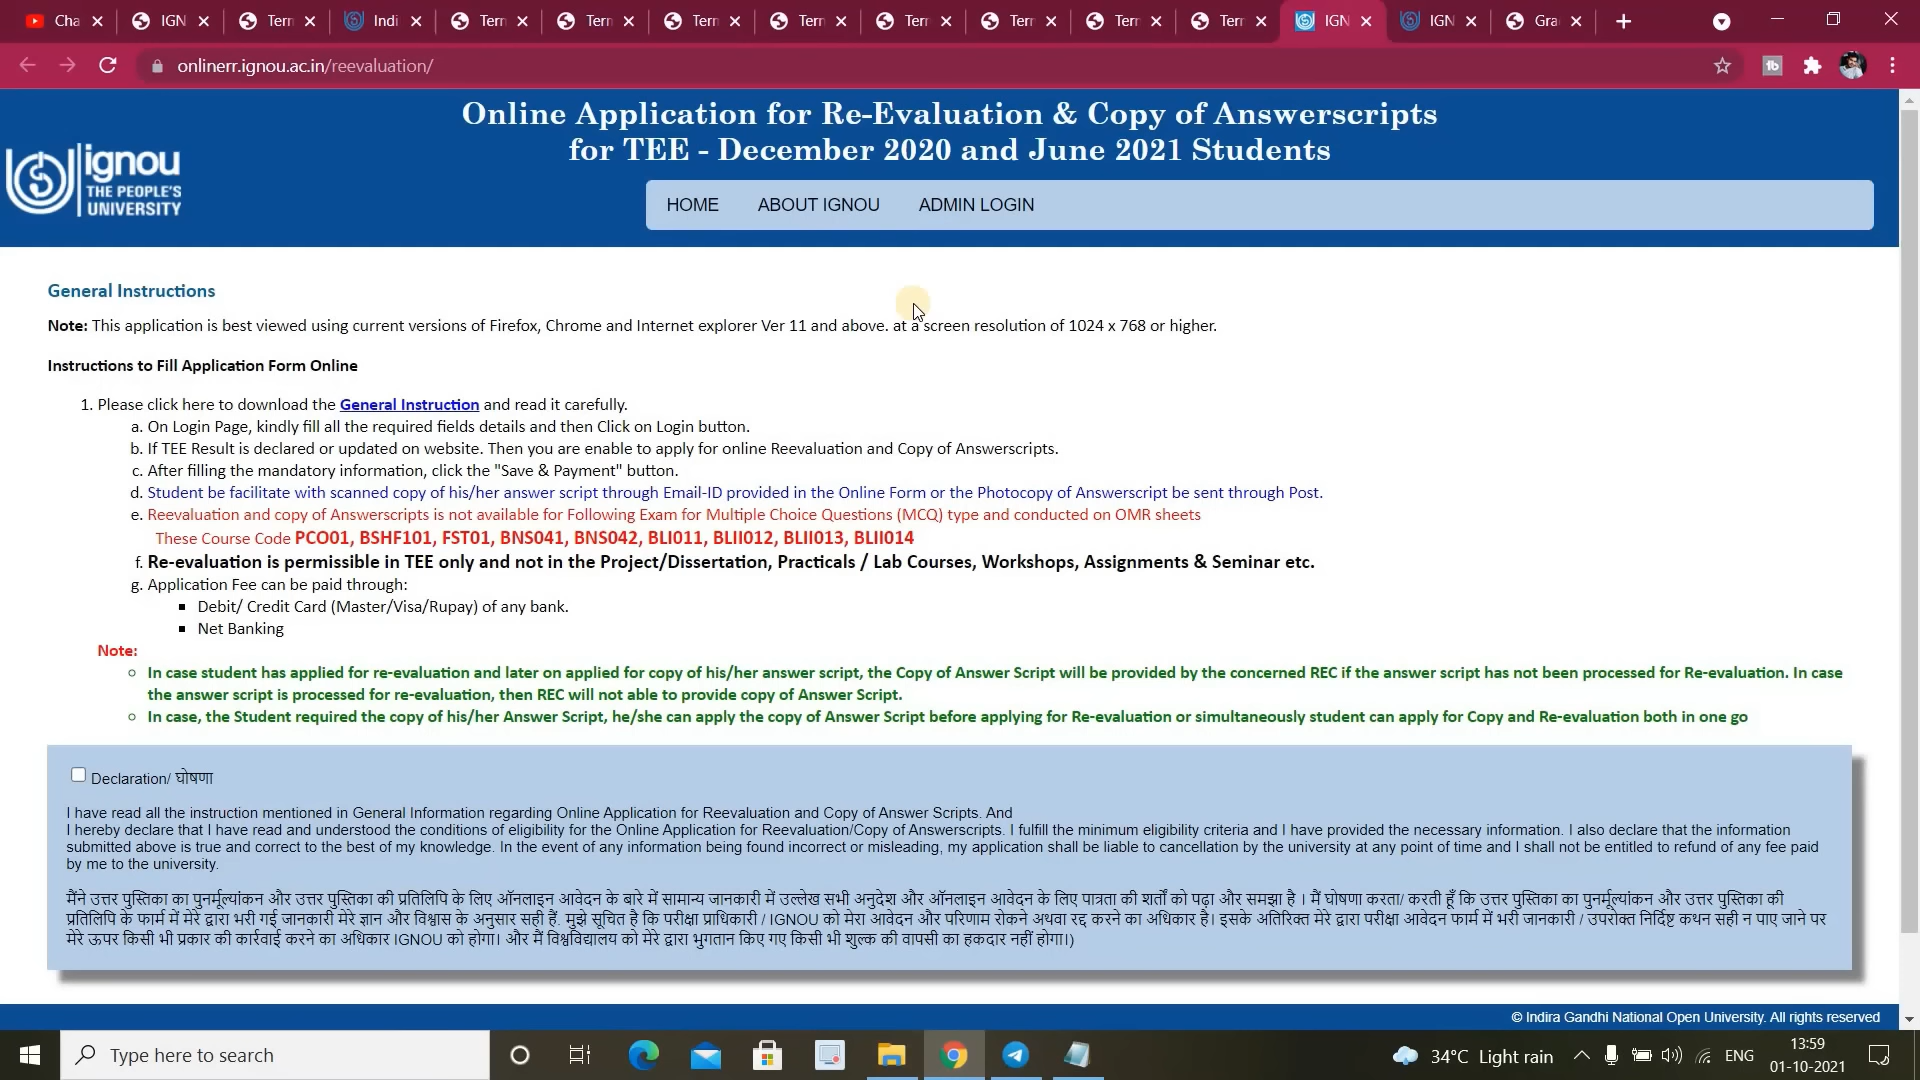 Cha
IGN
Tern
Indi
Tern
Tern
Tern
Tern
Tern
Tern
Tern
Tern
IGN
IGN
Gra
onlinerr.ignou.ac.in/reevaluation/
Online Application for Re-Evaluation & Copy of Answerscripts
for TEE - December 2020 and June 2021 Students
ignou
THE PEOPLE'S
UNIVERSITY
HOME ABOUT IGNOU ADMIN LOGIN
General Instructions
Note: This application is best viewed using current versions of Firefox, Chrome and Internet explorer Ver 11 and above. at a screen resolution of 1024 x 768 or higher.
Instructions to Fill Application Form Online
1. Please click here to download the General Instruction and read it carefully.
a. On Login Page, kindly fill all the required fields details and then Click on Login button.
b. If TEE Result is declared or updated on website. Then you are enable to apply for online Reevaluation and Copy of Answerscripts.
c. After filling the mandatory information, click the "Save & Payment" button.
d. Student be facilitate with scanned copy of his/her answer script through Email-ID provided in the Online Form or the Photocopy of Answerscript be sent through Post.
e. Reevaluation and copy of Answerscripts is not available for Following Exam for Multiple Choice Questions (MCQ) type and conducted on OMR sheets
These Course Code PCO01, BSHF101, FST01, BNS041, BNS042, BLI011, BLII012, BLII013, BLII014
f. Re-evaluation is permissible in TEE only and not in the Project/Dissertation, Practicals / Lab Courses, Workshops, Assignments & Seminar etc.
g. Application Fee can be paid through:
Debit/ Credit Card (Master/Visa/Rupay) of any bank.
Net Banking
Note:
In case student has applied for re-evaluation and later on applied for copy of his/her answer script, the Copy of Answer Script will be provided by the concerned REC if the answer script has not been processed for Re-evaluation. In case
the answer script is processed for re-evaluation, then REC will not able to provide copy of Answer Script.
In case, the Student required the copy of his/her Answer Script, he/she can apply the copy of Answer Script before applying for Re-evaluation or simultaneously student can apply for Copy and Re-evaluation both in one go
Declaration/ घोषणा
I have read all the instruction mentioned in General Information regarding Online Application for Reevaluation and Copy of Answer Scripts. And
I hereby declare that I have read and understood the conditions of eligibility for the Online Application for Reevaluation/Copy of Answerscripts. I fulfill the minimum eligibility criteria and I have provided the necessary information. I also declare that the information
submitted above is true and correct to the best of my knowledge. In the event of any information being found incorrect or misleading, my application shall be liable to cancellation by the university at any point of time and I shall not be entitled to refund of any fee paid
by me to the university.
मैंने उत्तर पुस्तिका का पुनर्मूल्यांकन और उत्तर पुस्तिका की प्रतिलिपि के लिए ऑनलाइन आवेदन के बारे में सामान्य जानकारी में उल्लेख सभी अनुदेश और ऑनलाइन आवेदन के लिए पात्रता की शर्तों को पढ़ा और समझा है । मैं घोषणा करता/ करती हूँ कि उत्तर पुस्तिका का पुनर्मूल्यांकन और उत्तर पुस्तिका की
प्रतिलिपि के फार्म में मेरे द्वारा भरी गई जानकारी मेरे ज्ञान और विश्वास के अनुसार सही हैं. मुझे सूचित है कि परीक्षा प्राधिकारी / IGNOU को मेरा आवेदन और परिणाम रोकने अथवा रद्द करने का अधिकार है। इसके अतिरिक्त मेरे द्वारा परीक्षा आवेदन फार्म में भरी जानकारी / उपरोक्त निर्दिष्ट कथन सही न पाए जाने पर
मेरे ऊपर किसी भी प्रकार की कार्रवाई करने का अधिकार IGNOU को होगा। और मैं विश्वविद्यालय को मेरे द्वारा भुगतान किए गए किसी भी शुल्क की वापसी का हकदार नहीं होगा।)
© Indira Gandhi National Open University. All rights reserved
Type here to search
34°C Light rain
ENG
13:59
01-10-2021